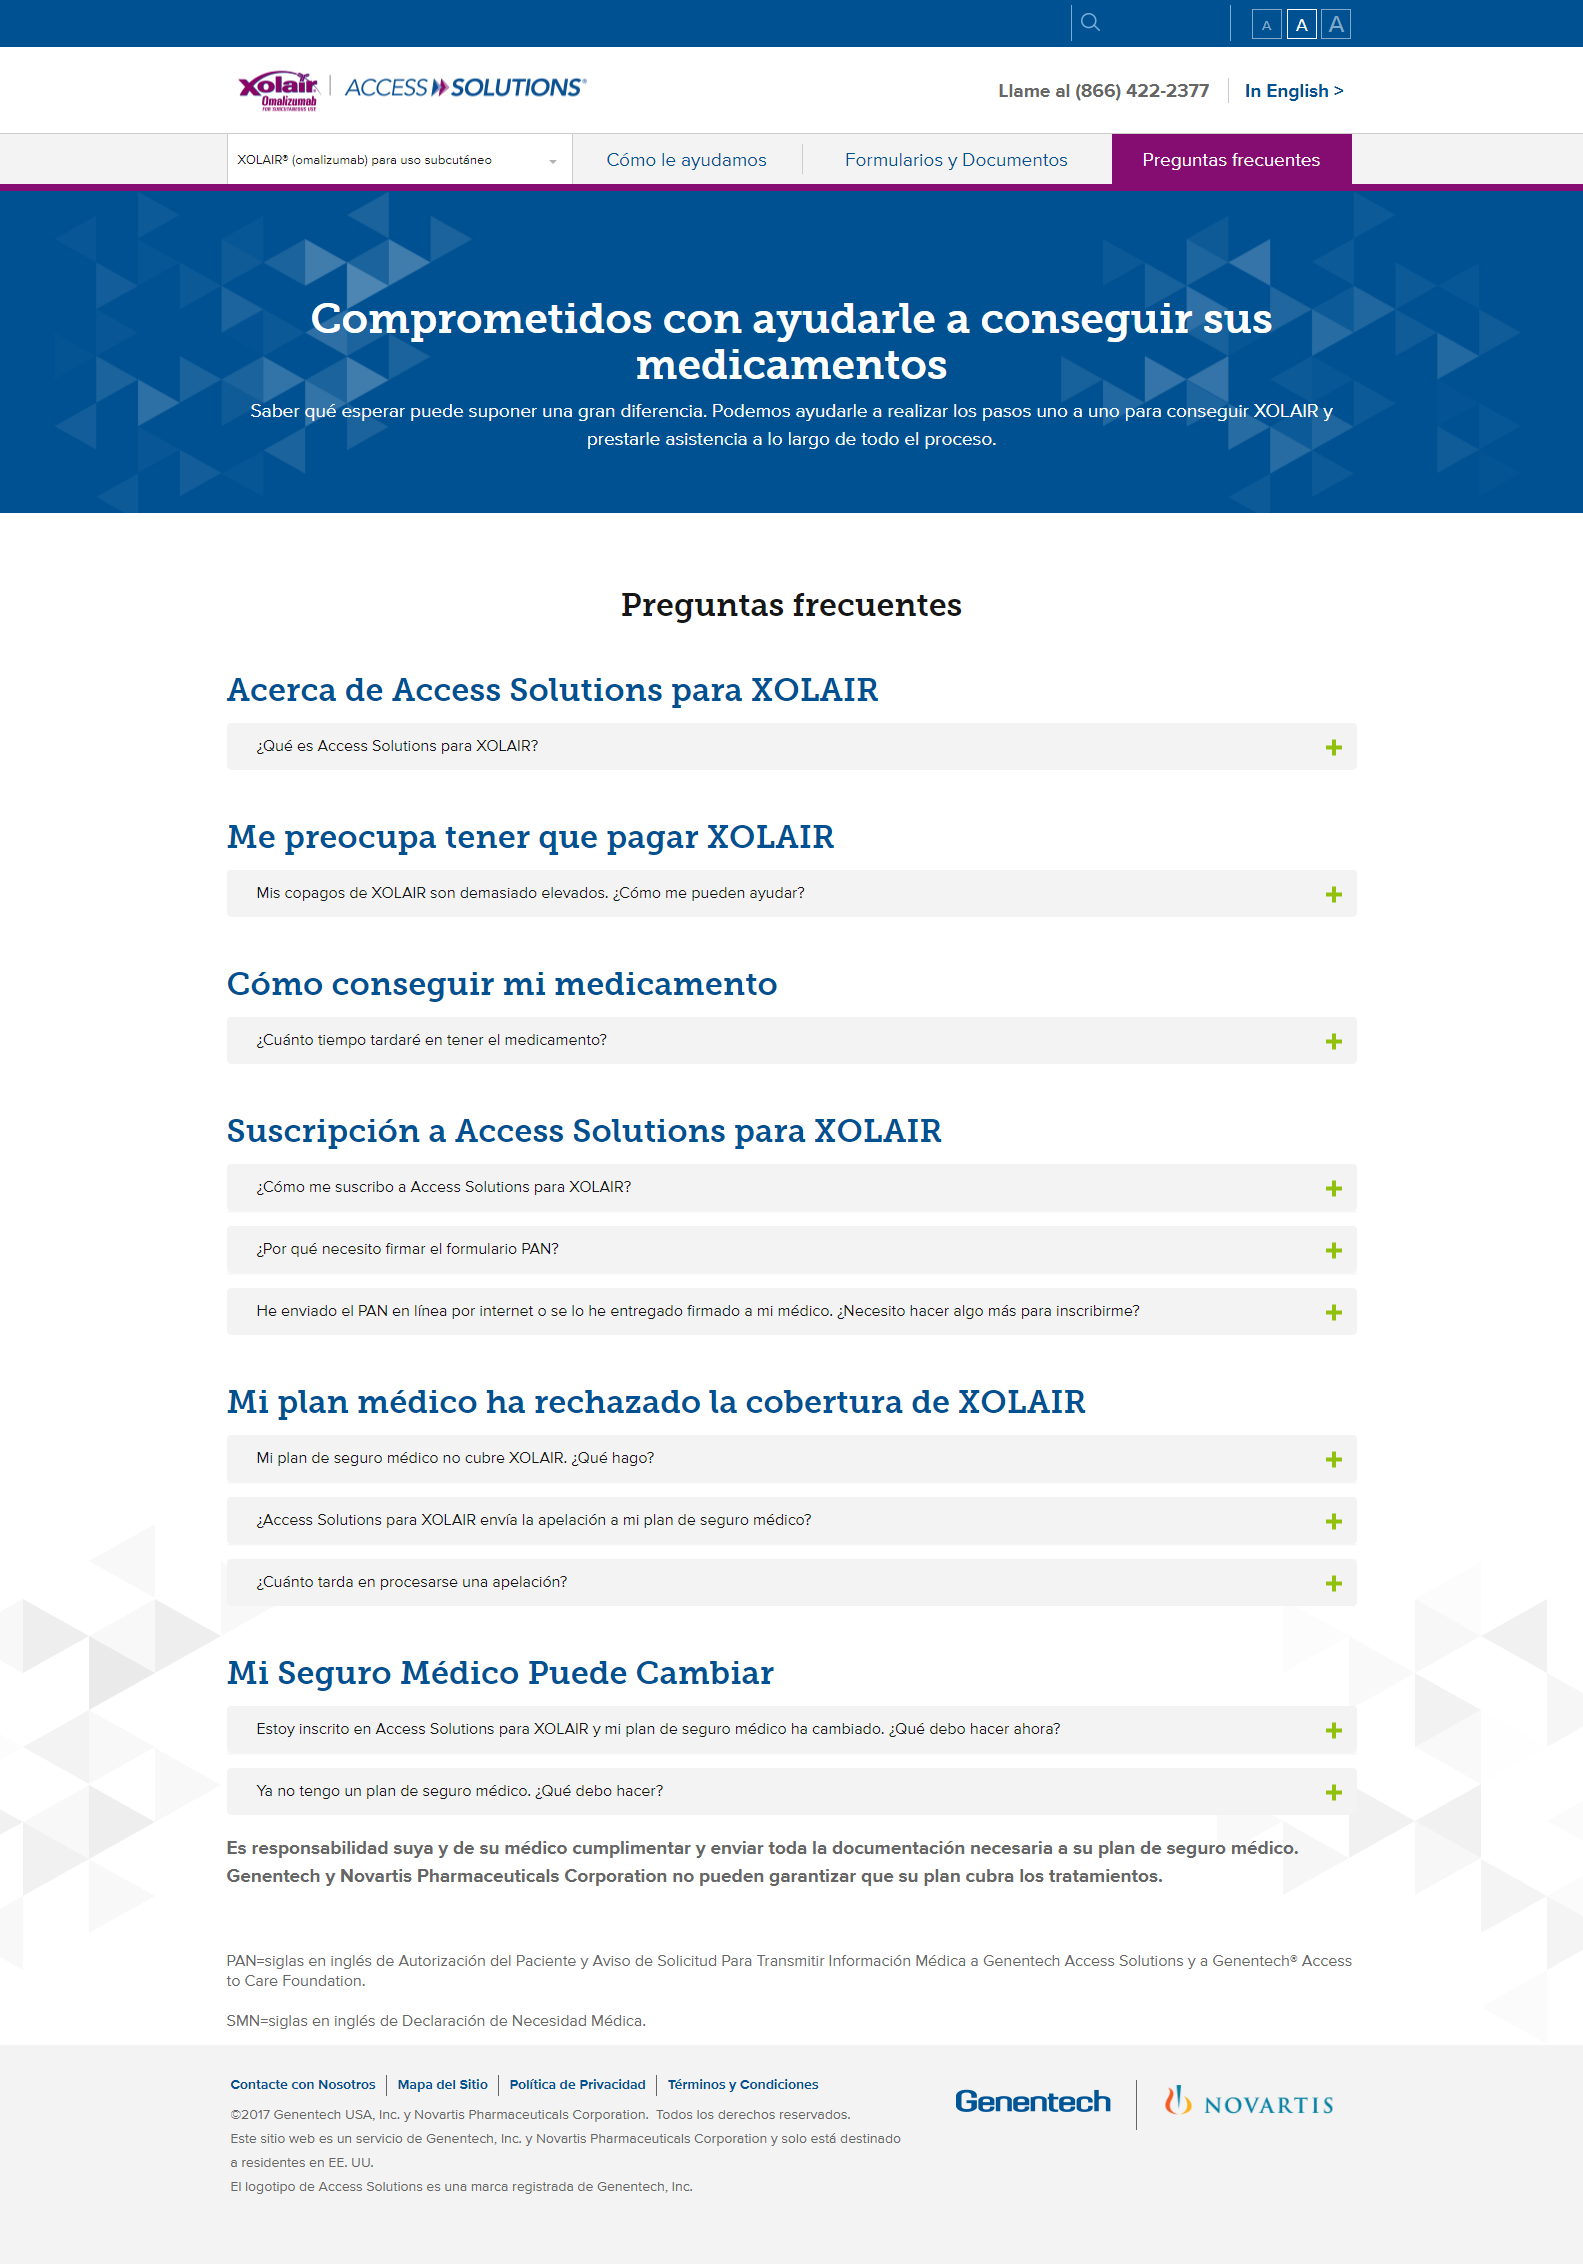 A A A
Xolair
Omalizumab
FOR SUBCUTANEOUS USE
ACCESS SOLUTIONS®
Llame al (866) 422-2377
In English >
XOLAIR® (omalizumab) para uso subcutáneo
Cómo le ayudamos
Formularios y Documentos
Preguntas frecuentes
Comprometidos con ayudarle a conseguir sus
medicamentos
Saber qué esperar puede suponer una gran diferencia. Podemos ayudarle a realizar los pasos uno a uno para conseguir XOLAIR y
prestarle asistencia a lo largo de todo el proceso.
Preguntas frecuentes
Acerca de Access Solutions para XOLAIR
¿Qué es Access Solutions para XOLAIR?
Me preocupa tener que pagar XOLAIR
Mis copagos de XOLAIR son demasiado elevados. ¿Cómo me pueden ayudar?
Cómo conseguir mi medicamento
¿Cuánto tiempo tardaré en tener el medicamento?
Suscripción a Access Solutions para XOLAIR
¿Cómo me suscribo a Access Solutions para XOLAIR?
¿Por qué necesito firmar el formulario PAN?
He enviado el PAN en línea por internet o se lo he entregado firmado a mi médico. ¿Necesito hacer algo más para inscribirme?
Mi plan médico ha rechazado la cobertura de XOLAIR
Mi plan de seguro médico no cubre XOLAIR. ¿Qué hago?
¿Access Solutions para XOLAIR envía la apelación a mi plan de seguro médico?
¿Cuánto tarda en procesarse una apelación?
Mi Seguro Médico Puede Cambiar
Estoy inscrito en Access Solutions para XOLAIR y mi plan de seguro médico ha cambiado. ¿Qué debo hacer ahora?
Ya no tengo un plan de seguro médico. ¿Qué debo hacer?
Es responsabilidad suya y de su médico cumplimentar y enviar toda la documentación necesaria a su plan de seguro médico.
Genentech y Novartis Pharmaceuticals Corporation no pueden garantizar que su plan cubra los tratamientos.
PAN=siglas en inglés de Autorización del Paciente y Aviso de Solicitud Para Transmitir Información Médica a Genentech Access Solutions y a Genentech® Access
to Care Foundation.
SMN=siglas en inglés de Declaración de Necesidad Médica.
Contacte con Nosotros | Mapa del Sitio | Política de Privacidad | Términos y Condiciones
©2017 Genentech USA, Inc. y Novartis Pharmaceuticals Corporation. Todos los derechos reservados.
Este sitio web es un servicio de Genentech, Inc. y Novartis Pharmaceuticals Corporation y solo está destinado
a residentes en EE. UU.
El logotipo de Access Solutions es una marca registrada de Genentech, Inc.
Genentech
NOVARTIS